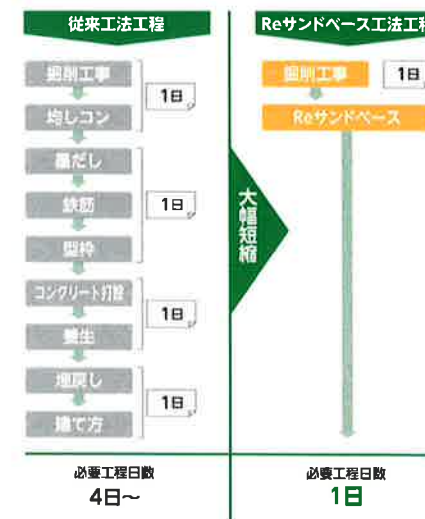 従来工法工程
掘削工事
均しコン
1日
墨だし
鉄筋
型枠
1日
コンクリート打設
養生
1日
埋戻し
建て方
1日
必要工程日数
4日～
大幅短縮
Reサンドベース工法工程
掘削工事
1日
Reサンドベース
必要工程日数
1日